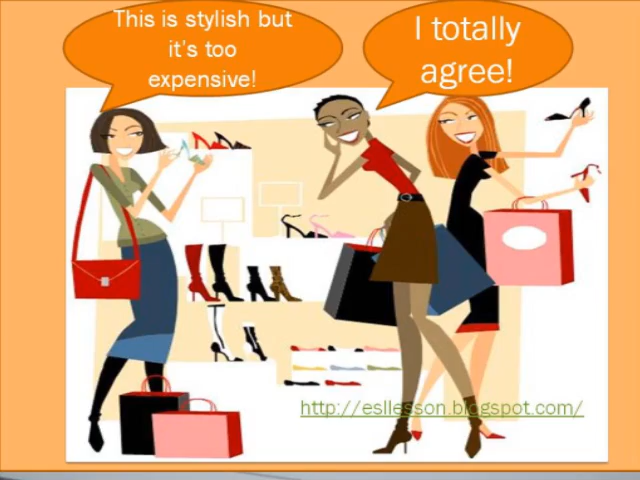 This is stylish but
it's too
expensive!
I totally
agree!
http://esllesson.blogspot.com/